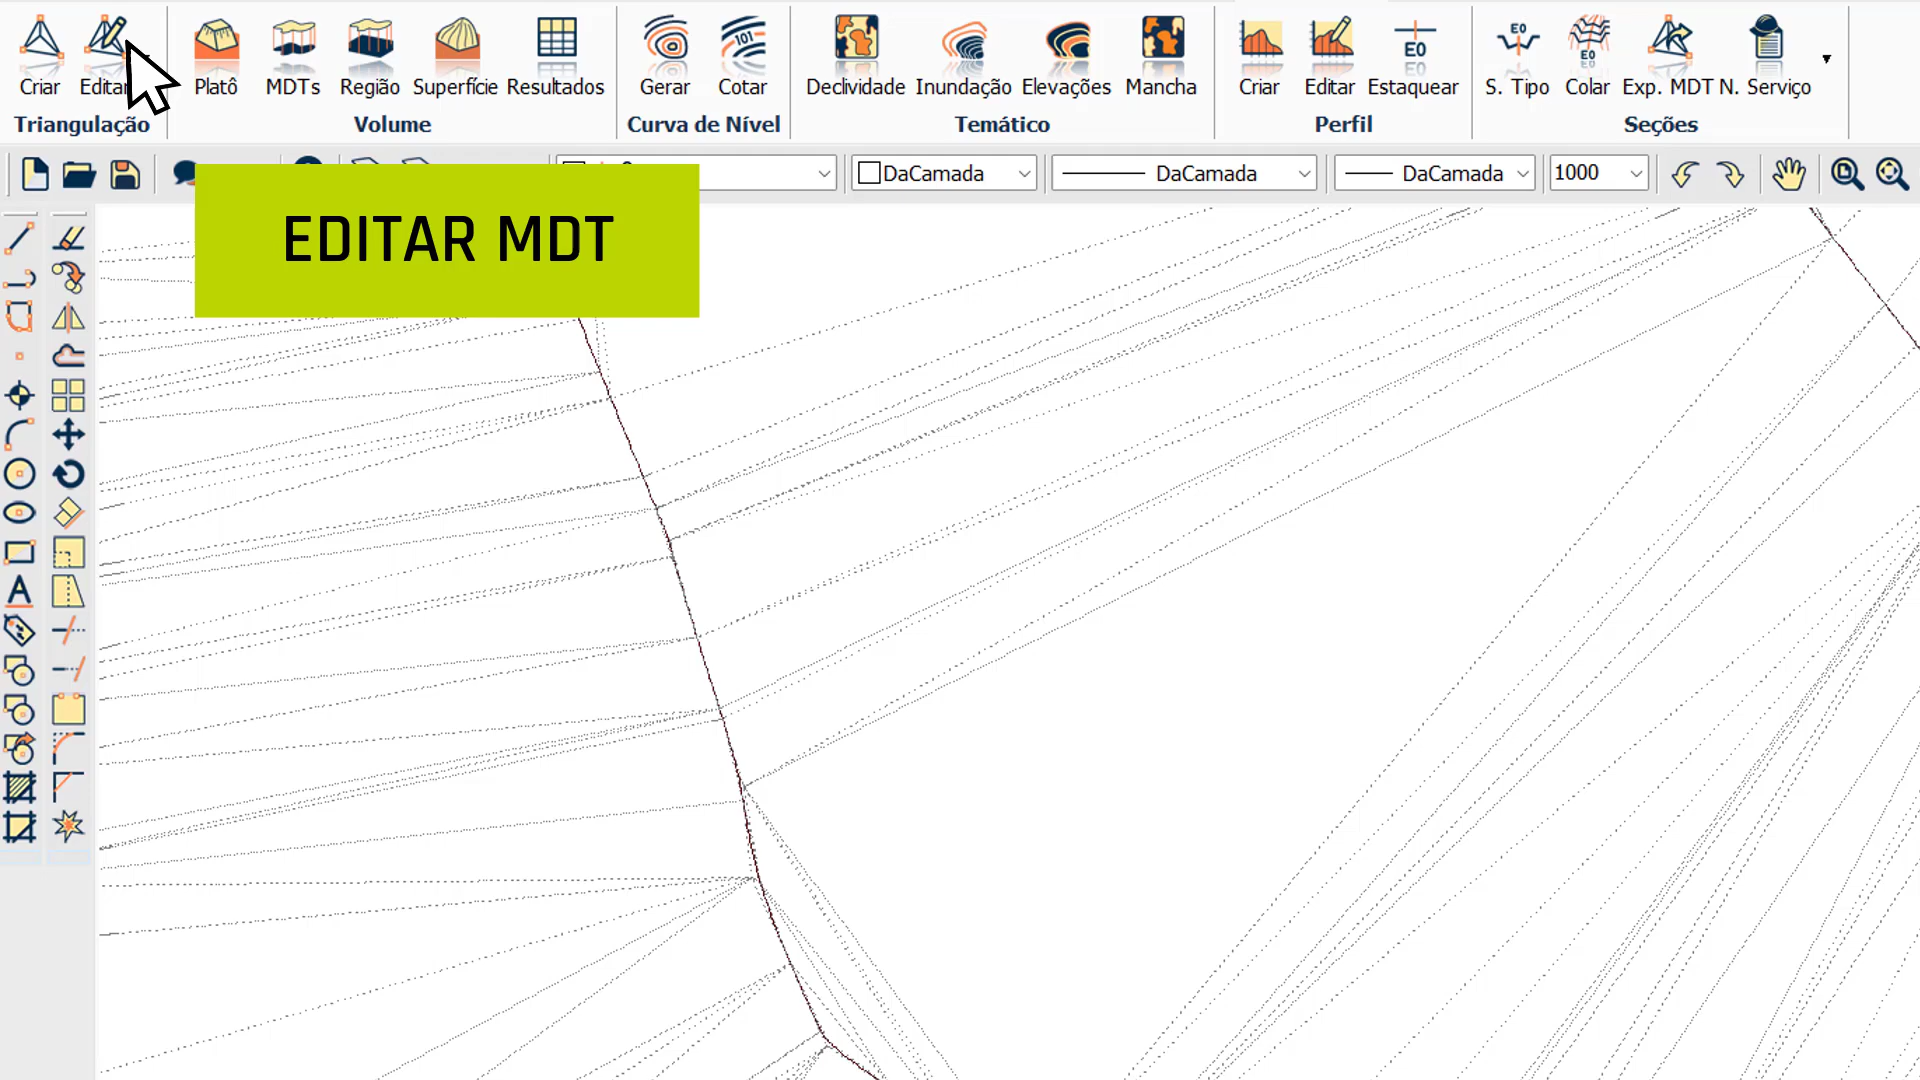 Criar Editar Platô MDTs Região Superfície Resultados Gerar Cotar Declividade Inundação Elevações Mancha Criar Editar Estaquear S. Tipo Colar Exp. MDT N. Serviço
Triangulação Volume Curva de Nível Temático Perfil Seções
DaCamada DaCamada DaCamada 1000
EDITAR MDT